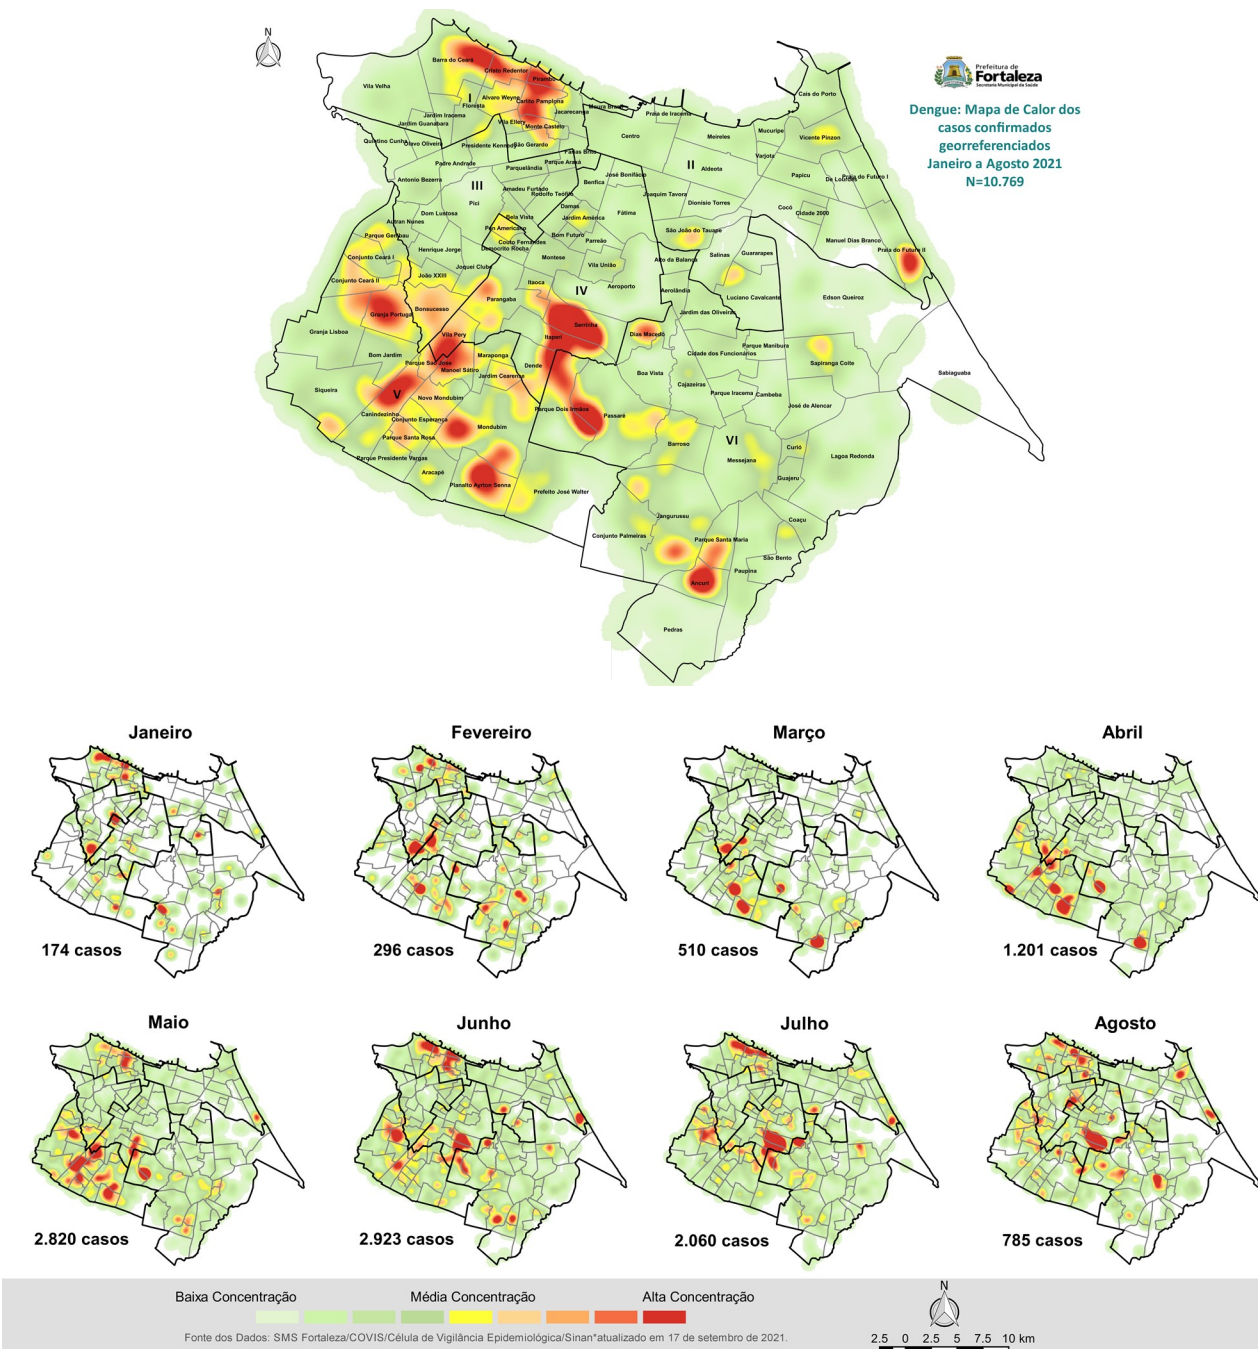 N
Prefeitura de
Fortaleza
Secretaria Municipal da Saúde
Dengue: Mapa de Calor dos
casos confirmados
georreferenciados
Janeiro a Agosto 2021
N=10.769
Barra do Ceará
Cristo Redentor
Pirambu
Vila Velha
I
Alvaro Weyne
Carlito Pamplona
Floresta
Jacarecanga
Moura Brasil
Praia de Iracema
Cais do Porto
Jardim Iracema
Jardim Guanabara
Vila Ellery
Monte Castelo
Centro
Meireles
Mucuripe
Vicente Pinzon
Quintino Cunha
Olavo Oliveira
Presidente Kennedy
São Gerardo
Farias Brito
Varjota
Padre Andrade
Parquelândia
Parque Araxá
II
Aldeota
Papicu
De Lourdes
Praia do Futuro I
Antonio Bezerra
III
Amadeu Furtado
Rodolfo Teófilo
Benfica
José Bonifácio
Joaquim Tavora
Dionisio Torres
Pici
Damas
Cocó
Cidade 2000
Dom Lustosa
Bela Vista
Jardim América
Fátima
Autran Nunes
Pan Americano
Parque Genibau
Couto Fernandes
Bom Futuro
Parreão
São João do Tauape
Manuel Dias Branco
Praia do Futuro II
Henrique Jorge
Democrito Rocha
Montese
Conjunto Ceará I
Joquei Clube
Vila União
Alto da Balança
Salinas
Guararapes
Conjunto Ceará II
João XXIII
Itaoca
IV
Aeroporto
Aerolândia
Luciano Cavalcante
Edson Queiroz
Parangaba
Granja Portugal
Bonsucesso
Jardim das Oliveiras
Granja Lisboa
Vila Pery
Serrinha
Itaperi
Dias Macedo
Bom Jardim
Parque São José
Maraponga
Cidade dos Funcionários
Parque Manibura
Manoel Sátiro
Jardim Cearense
Dende
Boa Vista
Sapiranga Coite
Sabiaguaba
Siqueira
V
Novo Mondubim
Cajazeiras
Parque Iracema
Cambeba
Canindezinho
Conjunto Esperança
Parque Dois Irmãos
Passaré
José de Alencar
Mondubim
Parque Santa Rosa
Barroso
VI
Curió
Parque Presidente Vargas
Messejana
Lagoa Redonda
Aracapé
Planalto Ayrton Senna
Prefeito José Walter
Guajeru
Jangurussu
Coaçu
Conjunto Palmeiras
Parque Santa Maria
São Bento
Paupina
Ancuri
Pedras
Janeiro
Fevereiro
Março
Abril
174 casos
296 casos
510 casos
1.201 casos
Maio
Junho
Julho
Agosto
2.820 casos
2.923 casos
2.060 casos
785 casos
Baixa Concentração
Média Concentração
Alta Concentração
N
Fonte dos Dados: SMS Fortaleza/COVIS/Célula de Vigilância Epidemiológica/Sinan*atualizado em 17 de setembro de 2021.
2.5 0 2.5 5 7.5 10 km